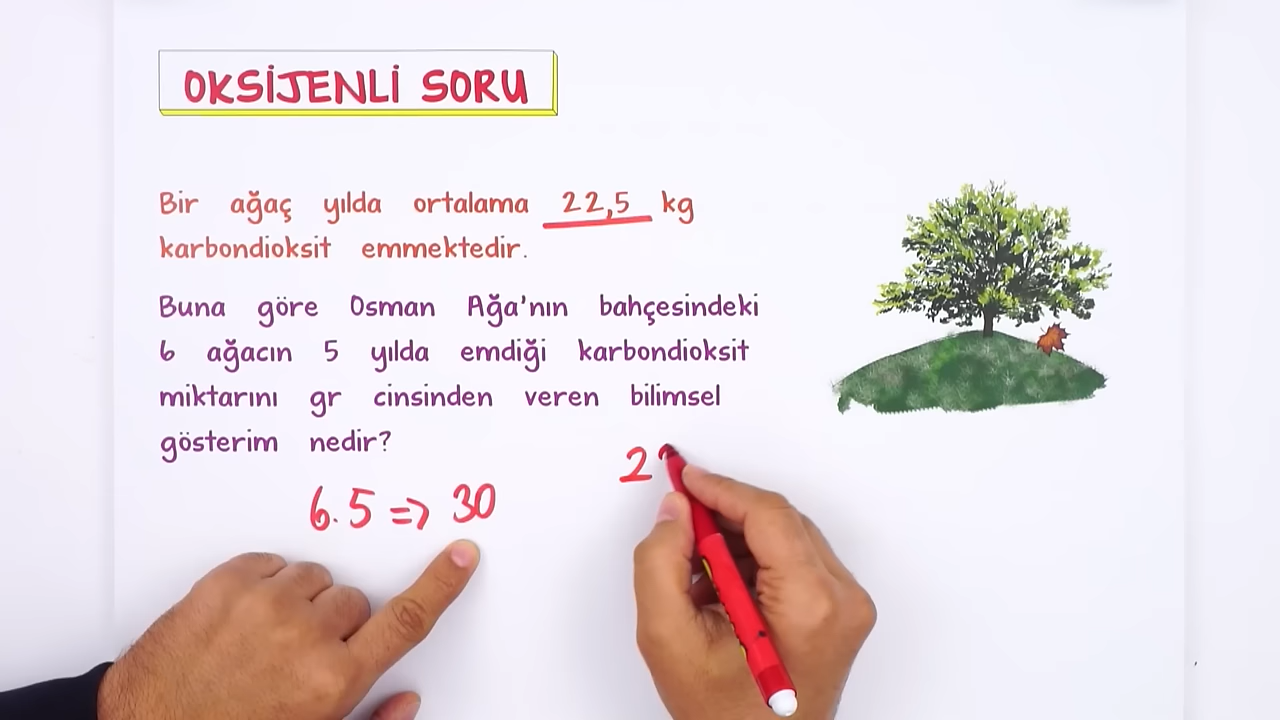 OKSİJENLİ SORU
Bir ağaç yılda ortalama 22,5 kg
karbondioksit emmektedir.
Buna göre Osman Ağa'nın bahçesindeki
6 ağacın 5 yılda emdiği karbondioksit
miktarını gr cinsinden veren bilimsel
gösterim nedir?
6.5 => 30
2